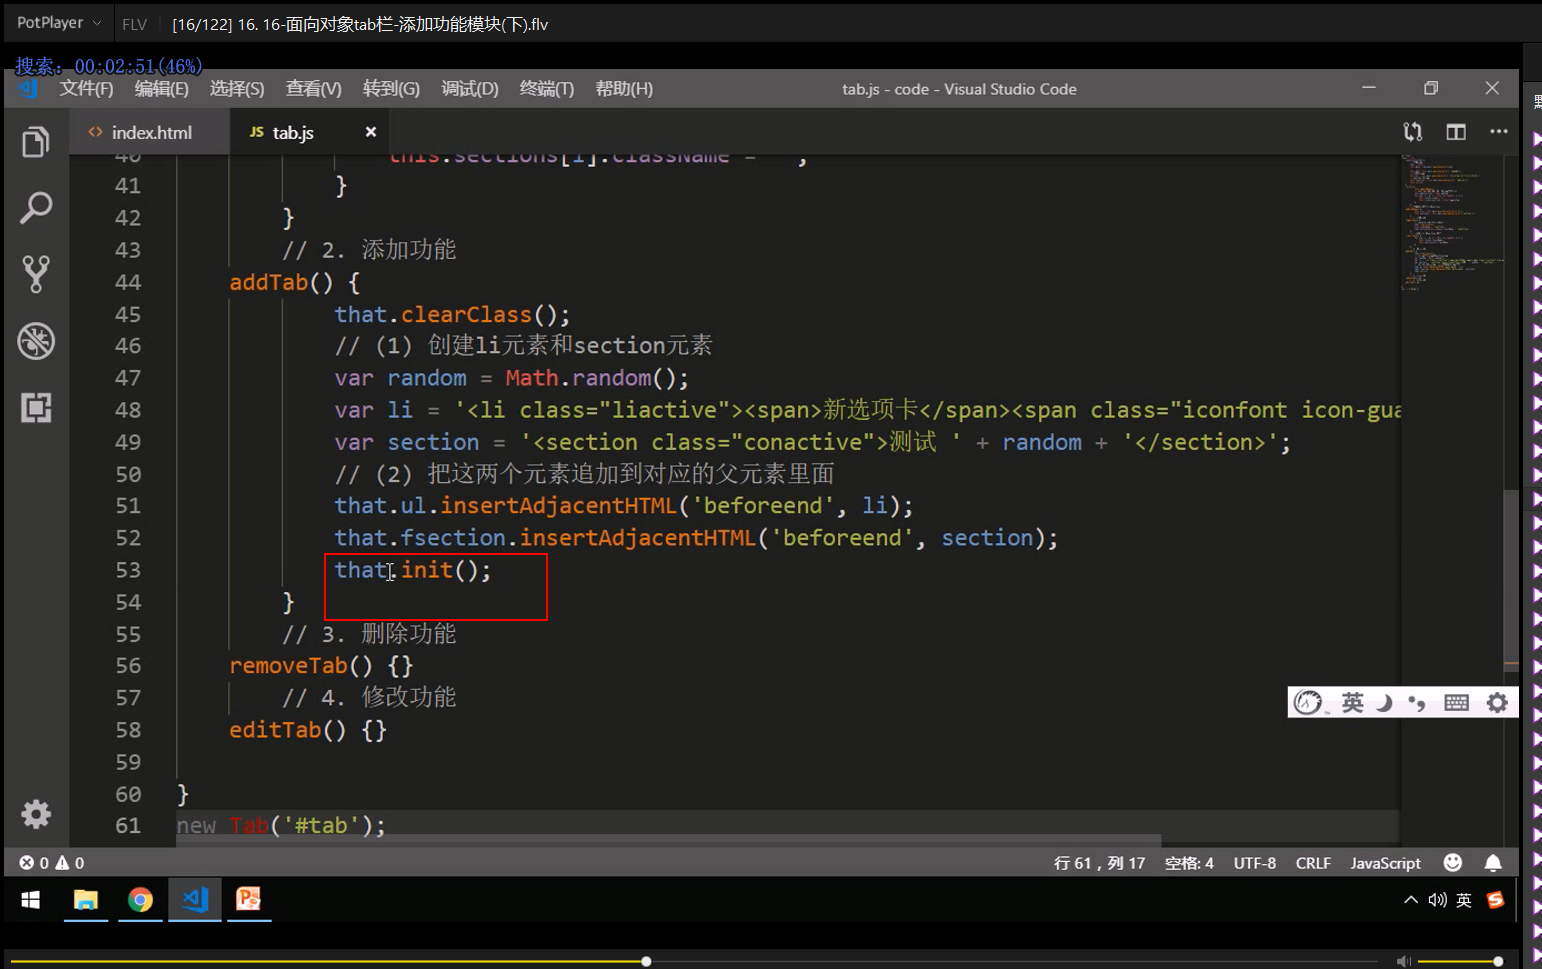 PotPlayer FLV [16/122] 16. 16-面向对象tab栏-添加功能模块(下).flv
搜索: 00:02:51(46%)
文件(F) 编辑(E) 选择(S) 查看(V) 转到(G) 调试(D) 终端(T) 帮助(H) tab.js - code - Visual Studio Code
index.html JS tab.js
40 this.sections[i].className = '';
41 }
42 }
43 // 2. 添加功能
44 addTab() {
45 that.clearClass();
46 // (1) 创建li元素和section元素
47 var random = Math.random();
48 var li = '<li class="liactive"><span>新选项卡</span><span class="iconfont icon-gua
49 var section = '<section class="conactive">测试 ' + random + '</section>';
50 // (2) 把这两个元素追加到对应的父元素里面
51 that.ul.insertAdjacentHTML('beforeend', li);
52 that.fsection.insertAdjacentHTML('beforeend', section);
53 that.init();
54 }
55 // 3. 删除功能
56 removeTab() {}
57 // 4. 修改功能
英
58 editTab() {}
59
60 }
61 new Tab('#tab');
0 0 行 61，列 17 空格: 4 UTF-8 CRLF JavaScript
英